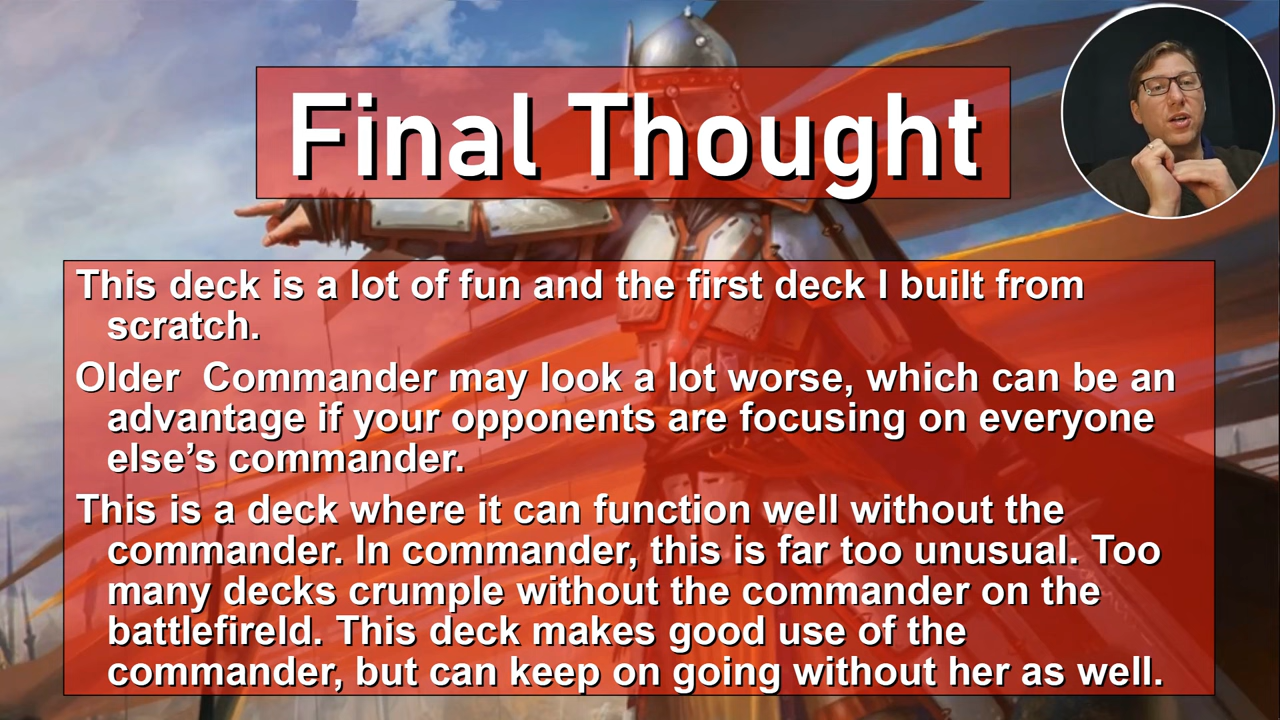 Final Thought
This deck is a lot of fun and the first deck I built from
scratch.
Older  Commander may look a lot worse, which can be an
advantage if your opponents are focusing on everyone
else’s commander.
This is a deck where it can function well without the
commander. In commander, this is far too unusual. Too
many decks crumple without the commander on the
battlefireld. This deck makes good use of the
commander, but can keep on going without her as well.